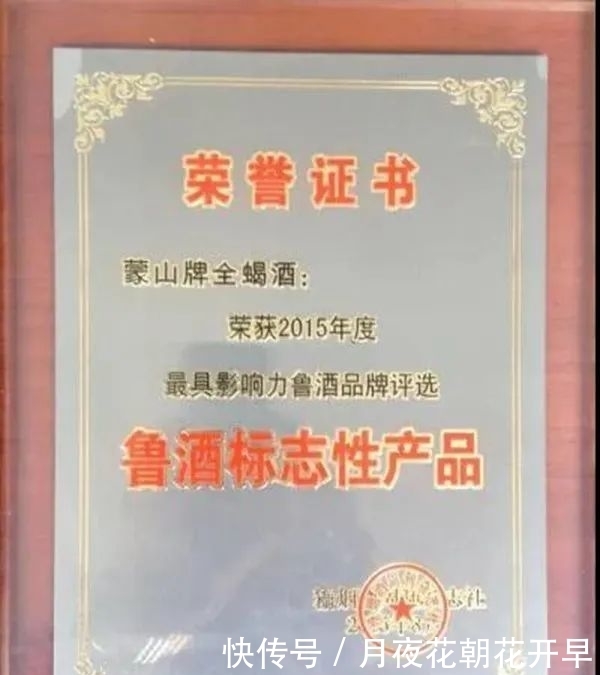 荣誉证书
蒙山牌全蝎酒：
荣获2015年度
最具影响力鲁酒品牌评选
鲁酒标志性产品
快传号／月夜花朝花开早